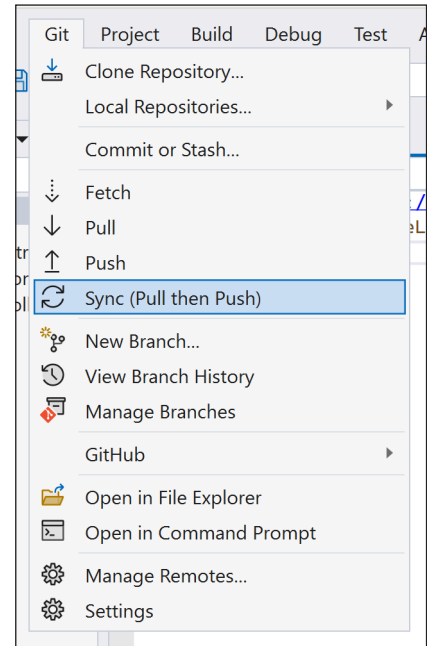 Git Project Build Debug Test
Clone Repository...
Local Repositories...
Commit or Stash...
Fetch
Pull
Push
Sync (Pull then Push)
New Branch...
View Branch History
Manage Branches
GitHub
Open in File Explorer
Open in Command Prompt
Manage Remotes...
Settings